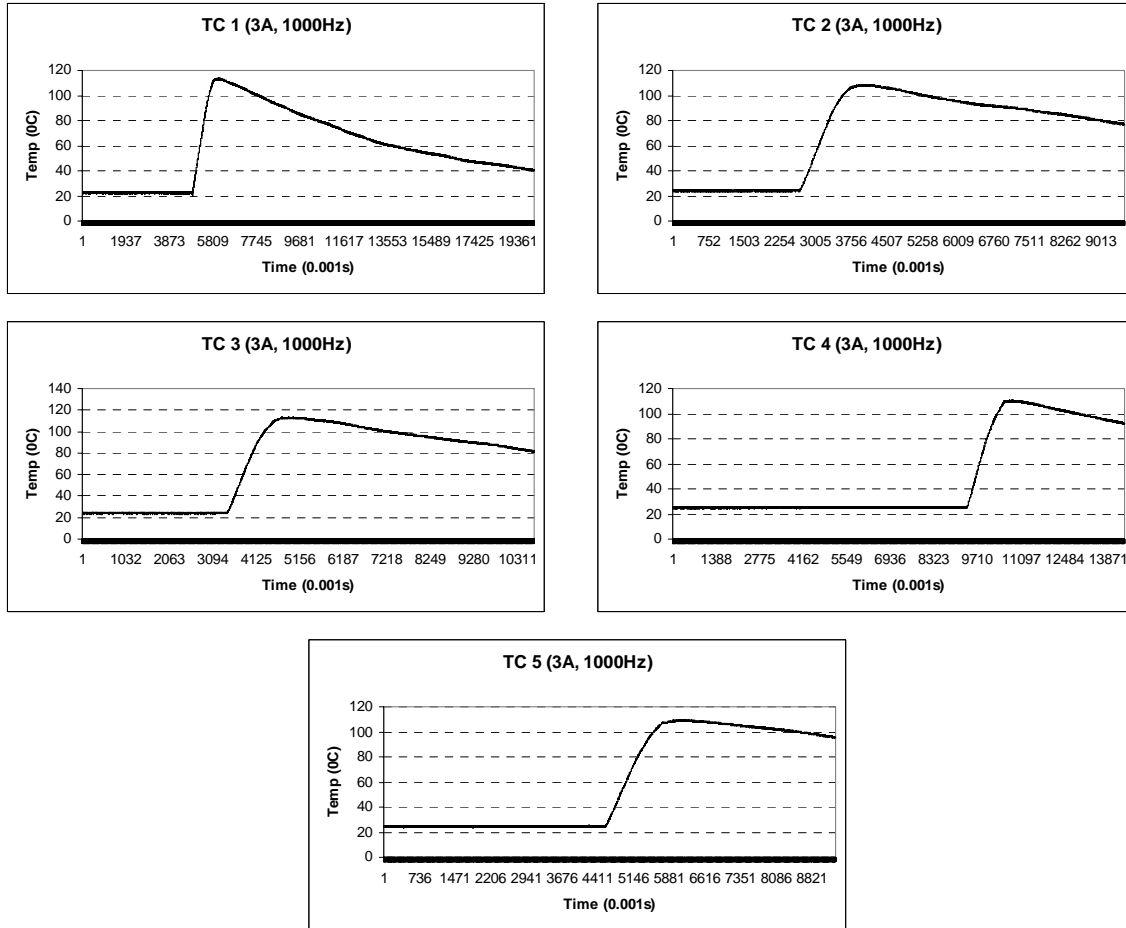 TC 1 (3A, 1000Hz)
Temp (0C)
120
100
80
60
40
20
0
1 1937 3873 5809 7745 9681 11617 13553 15489 17425 19361
Time (0.001s)
TC 2 (3A, 1000Hz)
Temp (0C)
120
100
80
60
40
20
0
1 752 1503 2254 3005 3756 4507 5258 6009 6760 7511 8262 9013
Time (0.001s)
TC 3 (3A, 1000Hz)
Temp (0C)
140
120
100
80
60
40
20
0
1 1032 2063 3094 4125 5156 6187 7218 8249 9280 10311
Time (0.001s)
TC 4 (3A, 1000Hz)
Temp (0C)
120
100
80
60
40
20
0
1 1388 2775 4162 5549 6936 8323 9710 11097 12484 13871
Time (0.001s)
TC 5 (3A, 1000Hz)
Temp (0C)
120
100
80
60
40
20
0
1 736 1471 2206 2941 3676 4411 5146 5881 6616 7351 8086 8821
Time (0.001s)